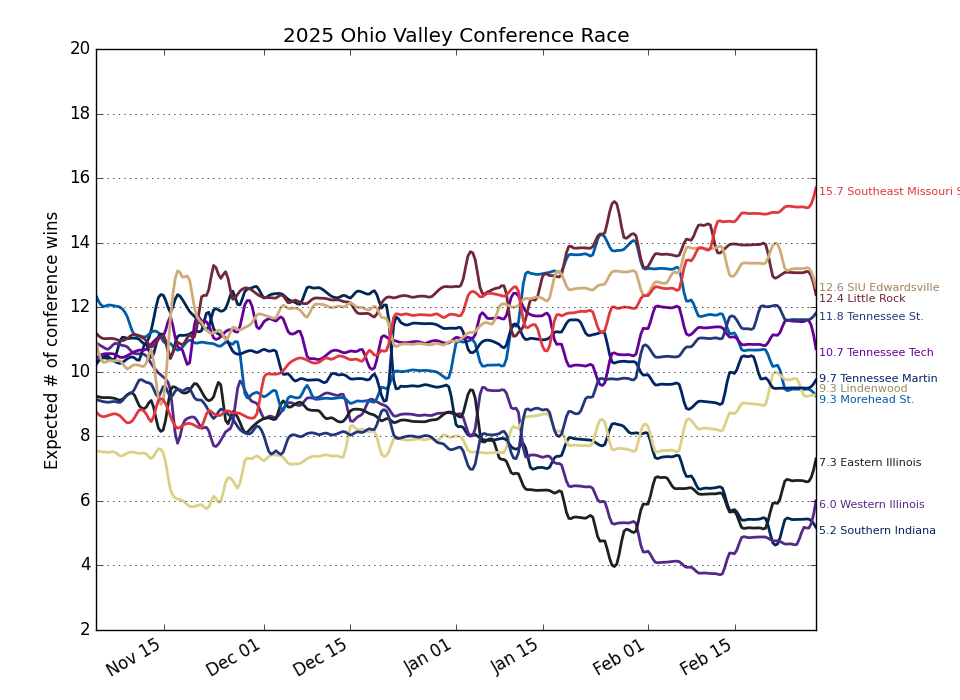 2025 Ohio Valley Conference Race
Expected # of conference wins
20
18
16
14
12
10
8
6
4
2
15.7 Southeast Missouri S
12.6 SIU Edwardsville
12.4 Little Rock
11.8 Tennessee St.
10.7 Tennessee Tech
9.7 Tennessee Martin
9.3 Lindenwood
9.3 Morehead St.
7.3 Eastern Illinois
6.0 Western Illinois
5.2 Southern Indiana
Nov 15
Dec 01
Dec 15
Jan 01
Jan 15
Feb 01
Feb 15